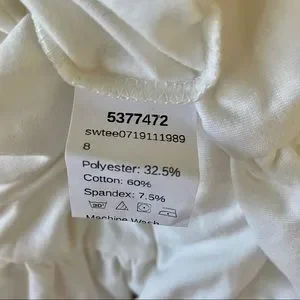 5377472
swtee0719111989
8
Polyester: 32.5%
Cotton: 60%
Spandex: 7.5%
Machine Wash